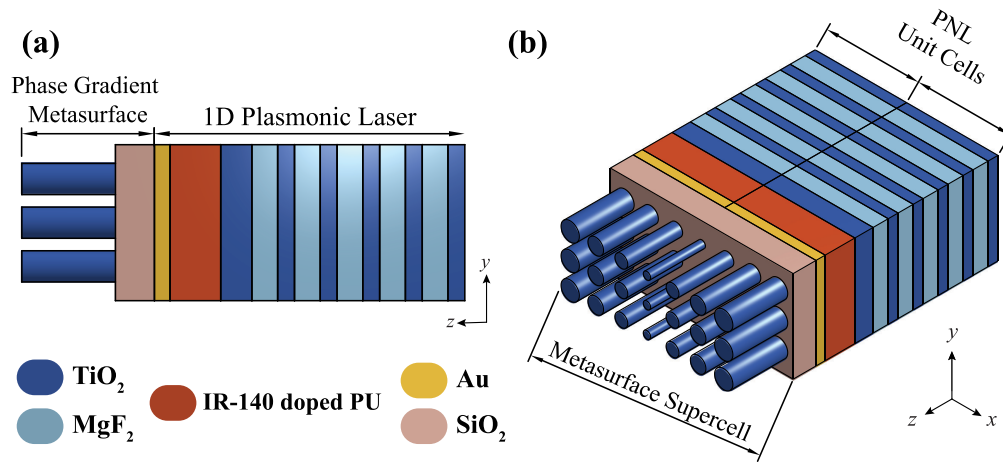 (a)
Phase Gradient
Metasurface
1D Plasmonic Laser
y
z
TiO₂
MgF₂
IR-140 doped PU
Au
SiO₂
(b)
PNL
Unit Cells
Metasurface Supercell
y
z
x